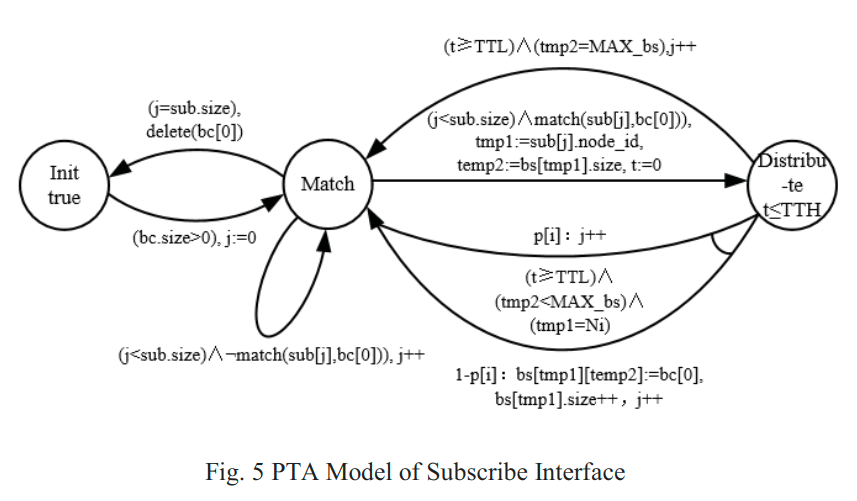 (t≥TTL)∧(tmp2=MAX_bs),j++
(j=sub.size),
delete(bc[0])
(j<sub.size)∧match(sub[j],bc[0])),
tmp1:=sub[j].node_id,
temp2:=bs[tmp1].size, t:=0
Init
true
Match
Distribu
-te
t≤TTH
(bc.size>0), j:=0
p[i]: j++
(t≥TTL)∧
(tmp2<MAX_bs)∧
(tmp1=Ni)
(j<sub.size)∧¬match(sub[j],bc[0])), j++
1-p[i]: bs[tmp1][temp2]:=bc[0],
bs[tmp1].size++, j++
Fig. 5 PTA Model of Subscribe Interface